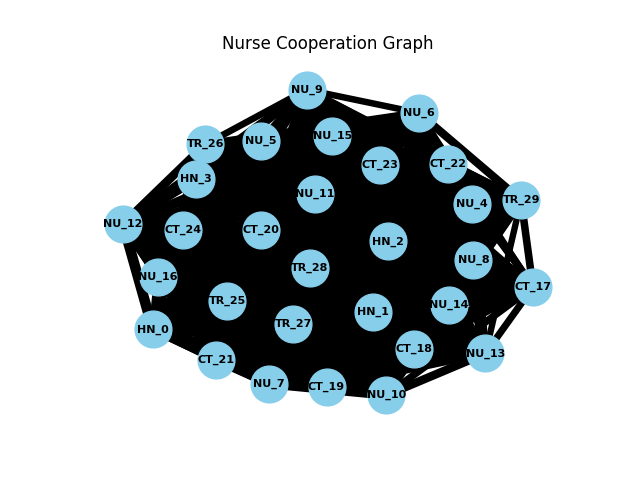 Nurse Cooperation Graph
NU_9
NU_6
NU_15
NU_5
TR_26
CT_23
CT_22
HN_3
NU_11
TR_29
NU_4
NU_12
CT_24
CT_20
HN_2
NU_8
TR_28
NU_16
CT_17
TR_25
NU_14
HN_1
TR_27
HN_0
CT_18
NU_13
CT_21
NU_7
CT_19
NU_10